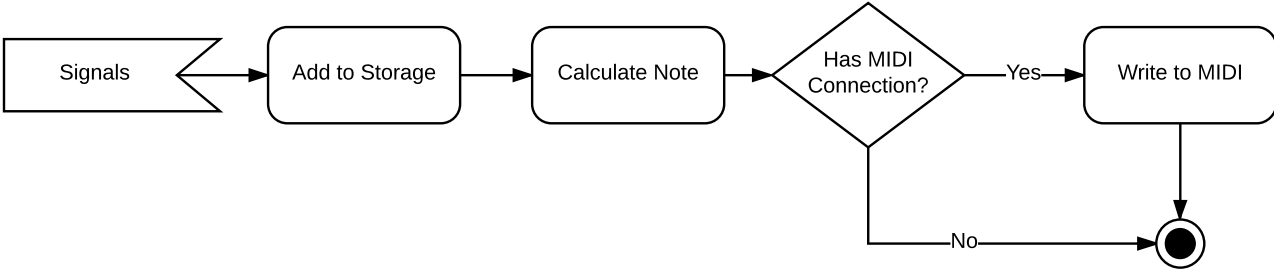 Signals
Add to Storage
Calculate Note
Has MIDI
Connection?
Yes
Write to MIDI
No